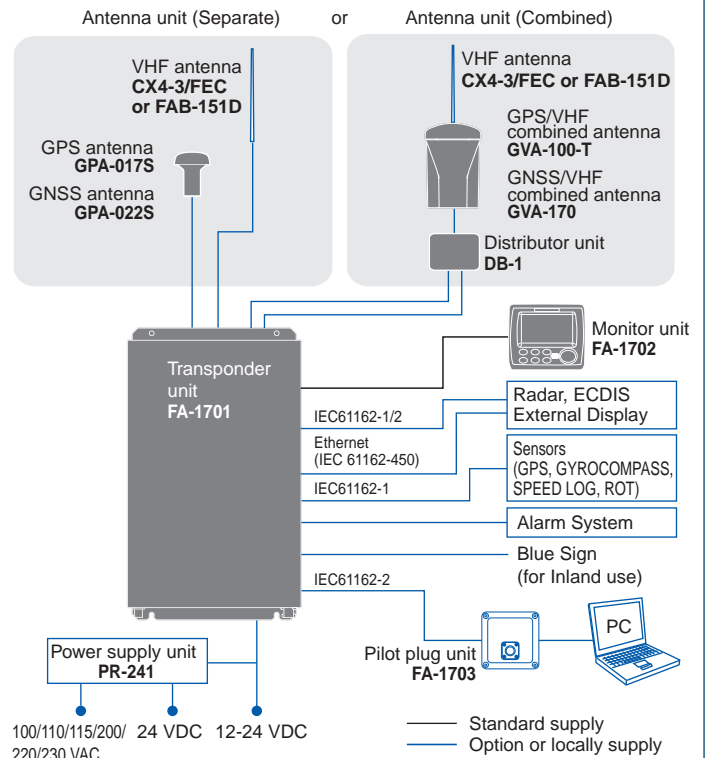 Antenna unit (Separate) or Antenna unit (Combined)
VHF antenna
CX4-3/FEC
or FAB-151D
GPS antenna
GPA-017S
GNSS antenna
GPA-022S
VHF antenna
CX4-3/FEC or FAB-151D
GPS/VHF
combined antenna
GVA-100-T
GNSS/VHF
combined antenna
GVA-170
Distributor unit
DB-1
Transponder
unit
FA-1701
Monitor unit
FA-1702
IEC61162-1/2
Radar, ECDIS
External Display
Ethernet
(IEC 61162-450)
IEC61162-1
Sensors
(GPS, GYROCOMPASS,
SPEED LOG, ROT)
Alarm System
Blue Sign
(for Inland use)
IEC61162-2
Pilot plug unit
FA-1703
PC
Power supply unit
PR-241
100/110/115/200/
220/230 VAC
24 VDC
12-24 VDC
Standard supply
Option or locally supply